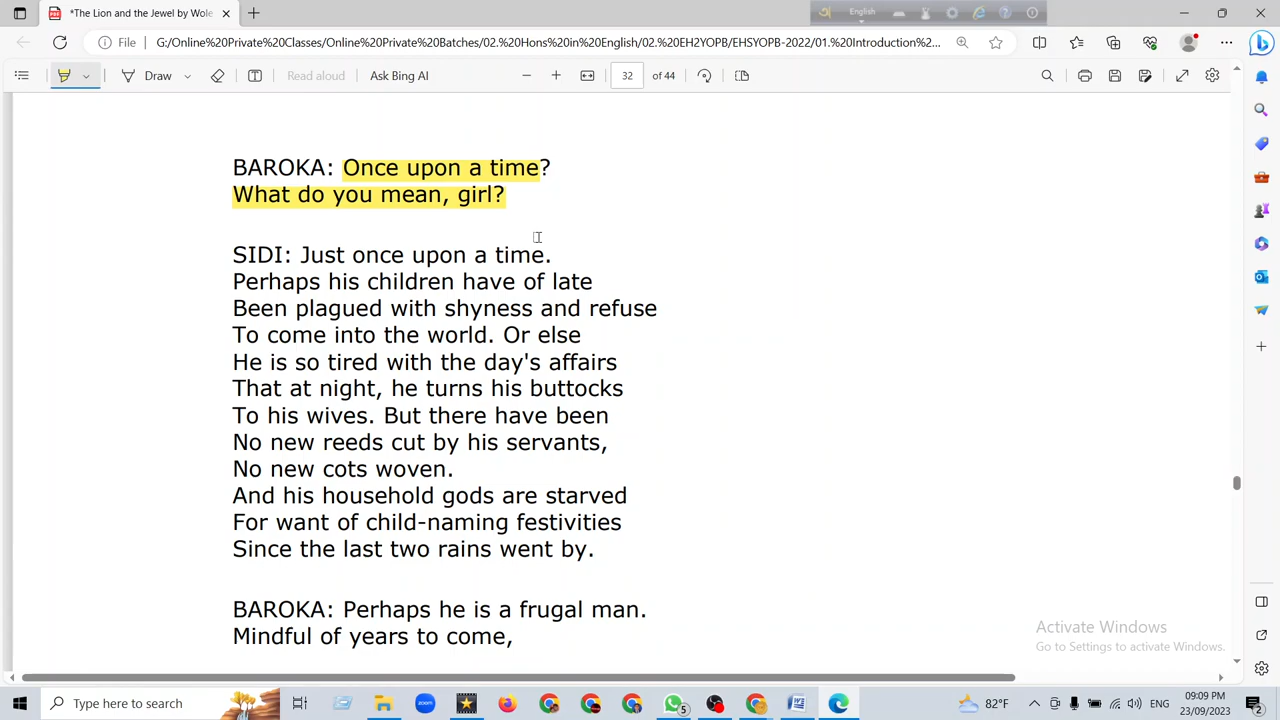 *The Lion and the Jewel by Wole
English
File
G:/Online%20Private%20Classes/Online%20Private%20Batches/02.%20Hons%20in%20English/02.%20EH2YOPB/EHSYOPB-2022/01.%20Introduction%...
Draw
Read aloud
Ask Bing AI
32 of 44
BAROKA: Once upon a time?
What do you mean, girl?
SIDI: Just once upon a time.
Perhaps his children have of late
Been plagued with shyness and refuse
To come into the world. Or else
He is so tired with the day's affairs
That at night, he turns his buttocks
To his wives. But there have been
No new reeds cut by his servants,
No new cots woven.
And his household gods are starved
For want of child-naming festivities
Since the last two rains went by.
BAROKA: Perhaps he is a frugal man.
Mindful of years to come,
Activate Windows
Go to Settings to activate Windows.
Type here to search
zoom
5
W
82°F
ENG
09:09 PM
23/09/2023
2